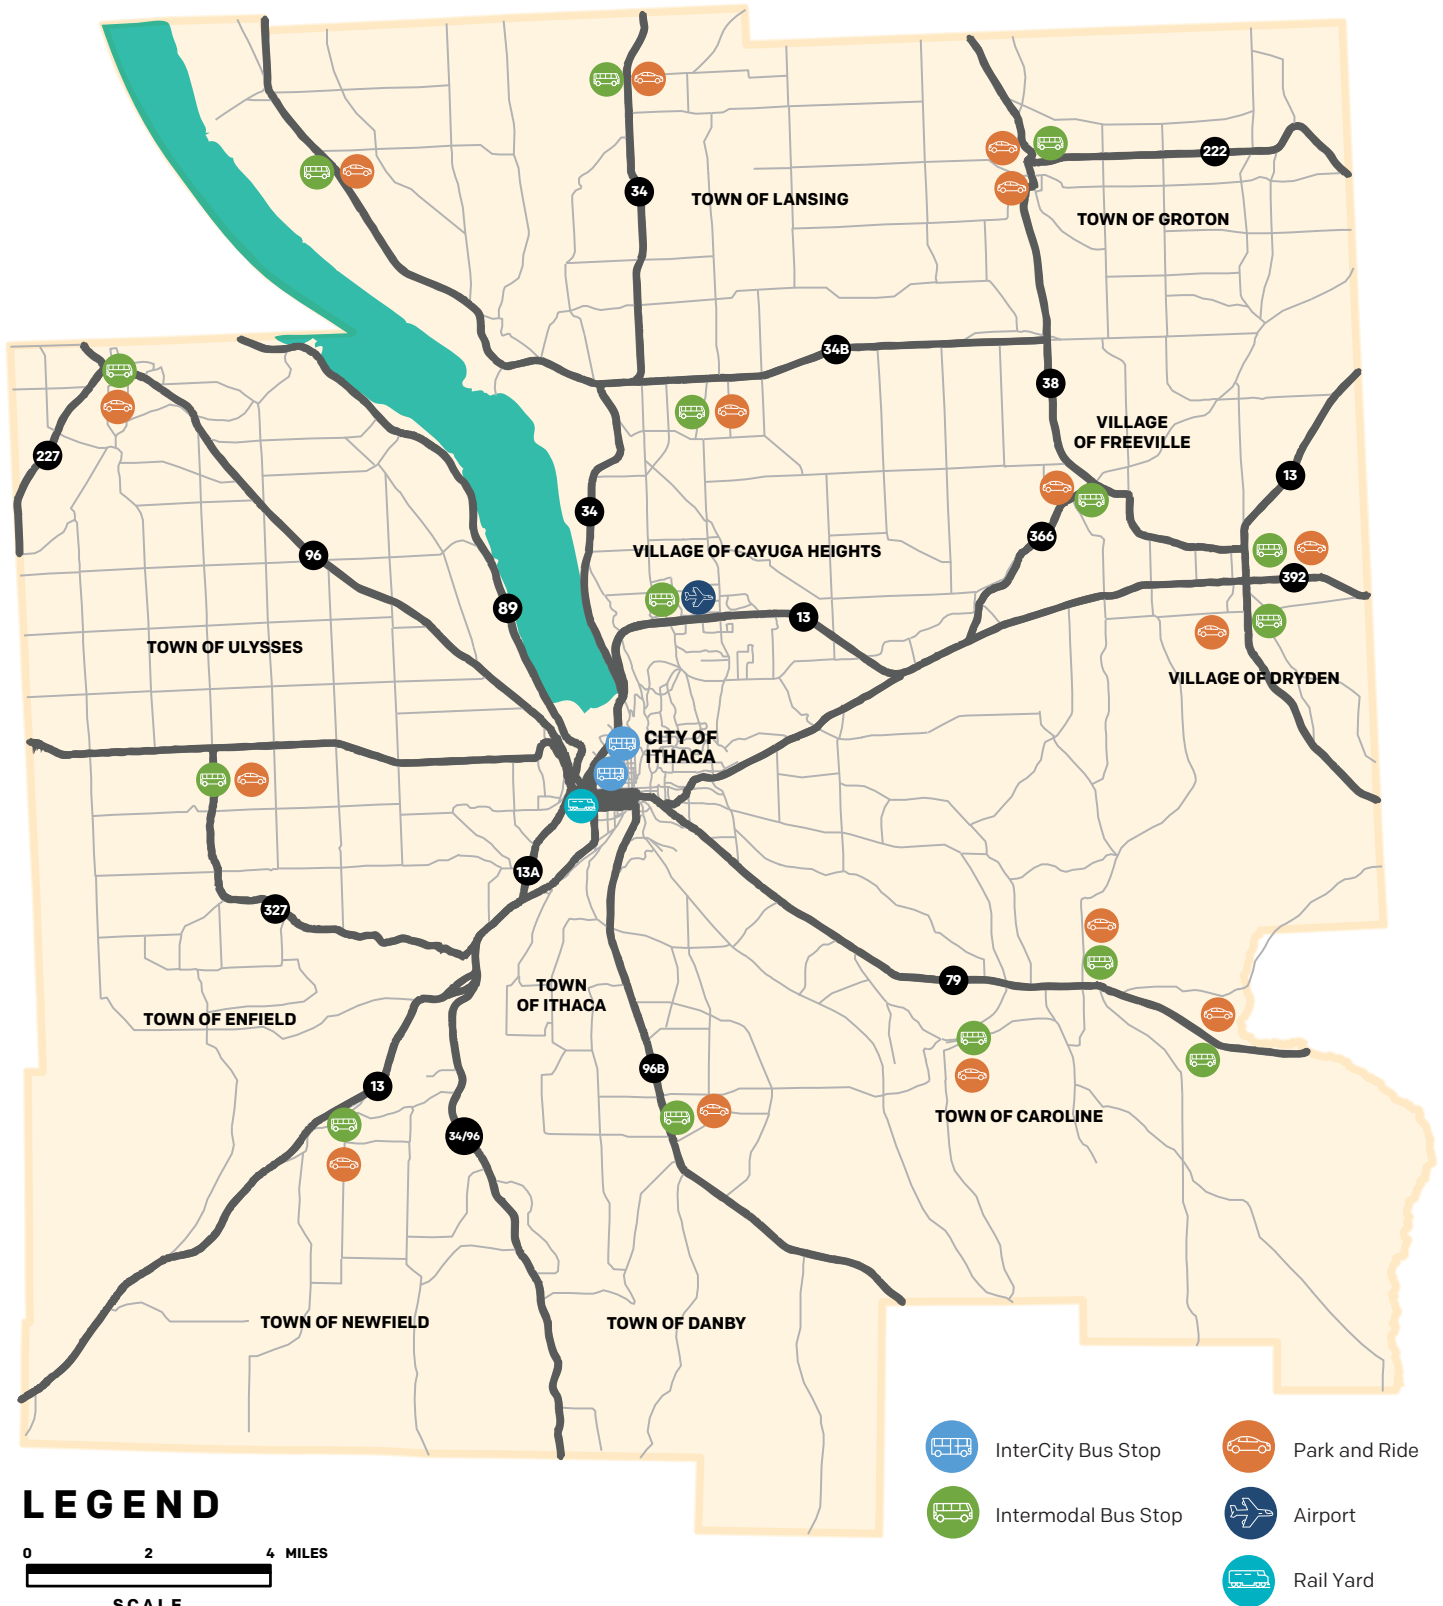 34
222
TOWN OF LANSING
TOWN OF GROTON
34B
38
VILLAGE
OF FREEVILLE
227
13
34
366
96
VILLAGE OF CAYUGA HEIGHTS
392
89
13
TOWN OF ULYSSES
VILLAGE OF DRYDEN
CITY OF
ITHACA
13A
327
79
TOWN
OF ITHACA
TOWN OF ENFIELD
96B
13
TOWN OF CAROLINE
34/96
TOWN OF NEWFIELD
TOWN OF DANBY
InterCity Bus Stop
Park and Ride
LEGEND
Intermodal Bus Stop
Airport
0 2 4 MILES
Rail Yard
SCALE